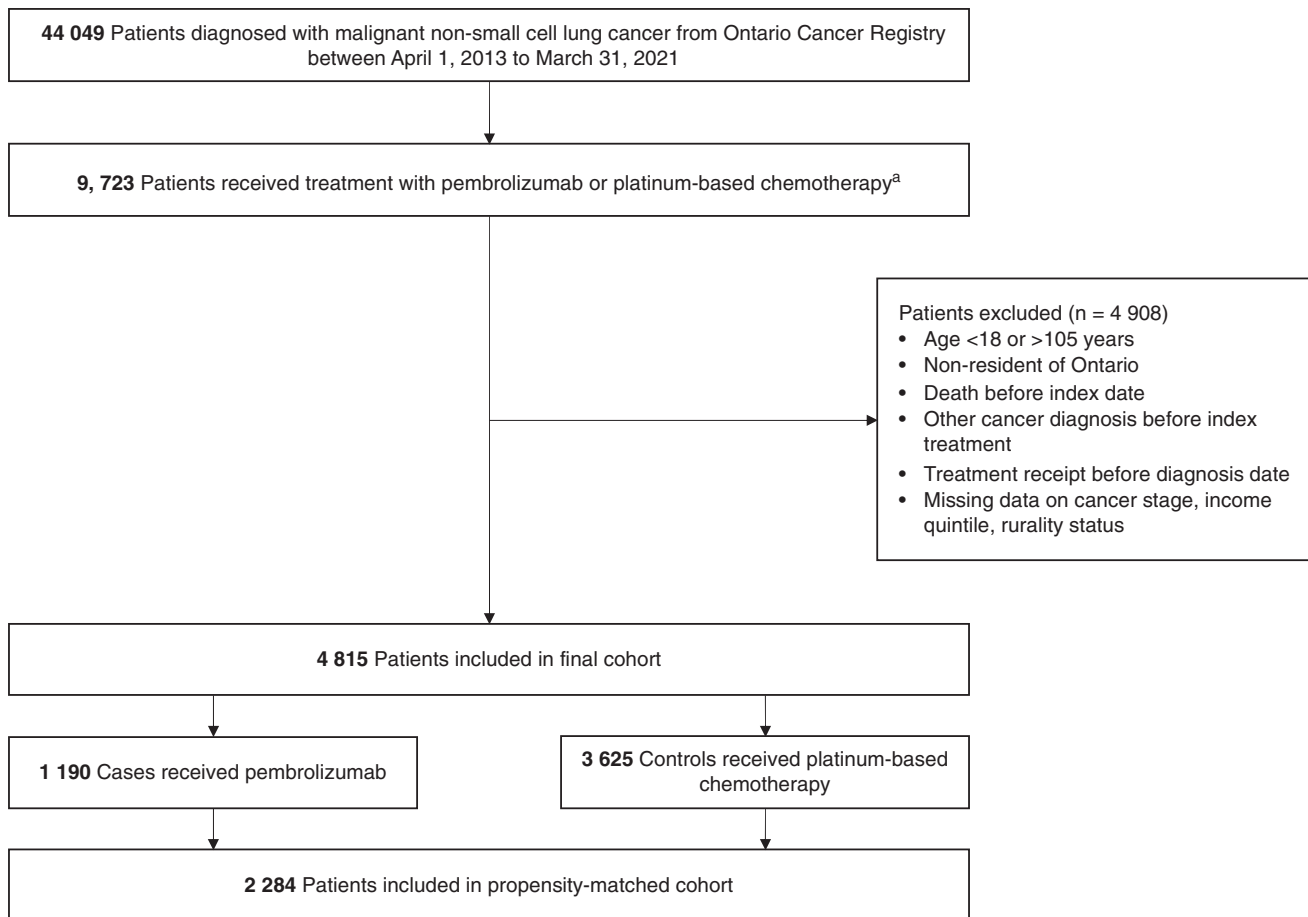 44 049 Patients diagnosed with malignant non-small cell lung cancer from Ontario Cancer Registry
between April 1, 2013 to March 31, 2021
9, 723 Patients received treatment with pembrolizumab or platinum-based chemotherapyᵃ
Patients excluded (n = 4 908)
• Age <18 or >105 years
• Non-resident of Ontario
• Death before index date
• Other cancer diagnosis before index
treatment
• Treatment receipt before diagnosis date
• Missing data on cancer stage, income
quintile, rurality status
4 815 Patients included in final cohort
1 190 Cases received pembrolizumab
3 625 Controls received platinum-based
chemotherapy
2 284 Patients included in propensity-matched cohort